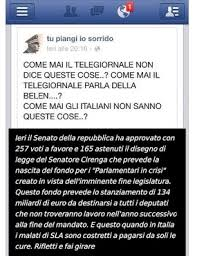 tu piangi io sorrido
Ieri alle 20:16
COME MAI IL TELEGIORNALE NON
DICE QUESTE COSE..? COME MAI IL
TELEGIORNALE PARLA DELLA
BELEN....?
COME MAI GLI ITALIANI NON SANNO
QUESTE COSE..?
Ieri il Senato della repubblica ha approvato con
257 voti a favore e 165 astenuti il disegno di
legge del Senatore Cirenga che prevede la
nascita del fondo per i "Parlamentari in crisi"
creato in vista dell'imminente fine legislatura.
Questo fondo prevede lo stanziamento di 134
miliardi di euro da destinarsi a tutti i deputati
che non troveranno lavoro nell'anno successivo
alla fine del mandato. E questo quando in Italia
i malati di SLA sono costretti a pagarsi da soli le
cure. Rifletti e fai girare